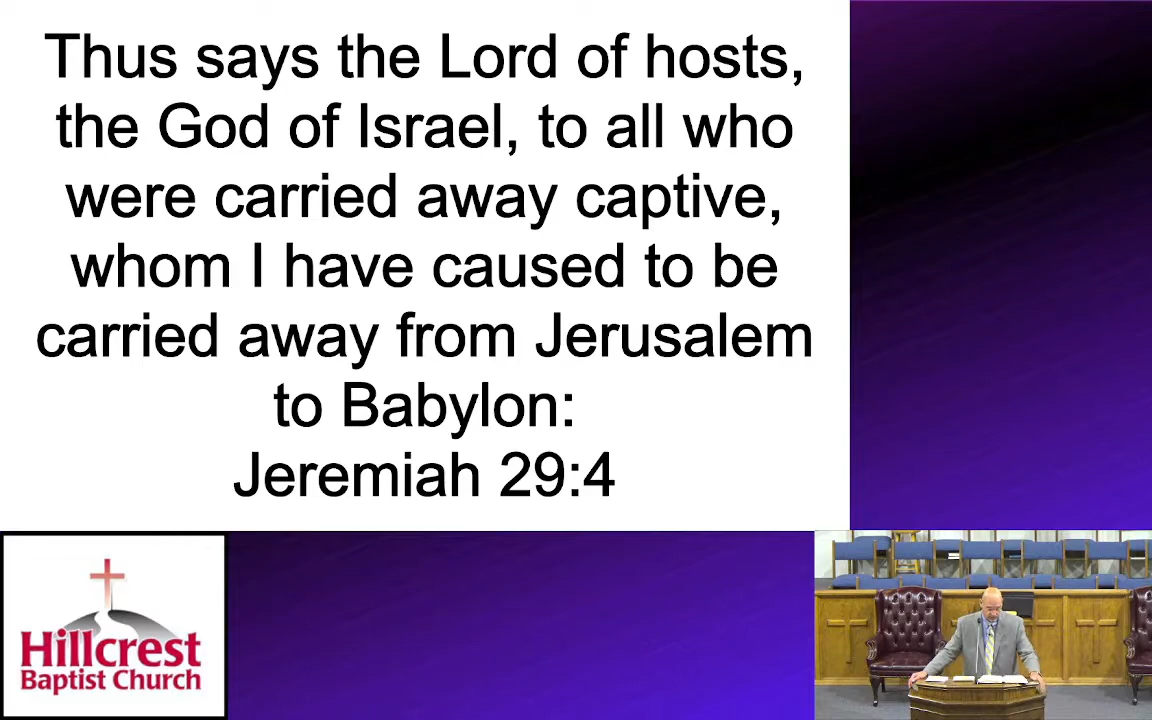 Thus says the Lord of hosts,
the God of Israel, to all who
were carried away captive,
whom I have caused to be
carried away from Jerusalem
to Babylon:
Jeremiah 29:4
Hillcrest
Baptist Church